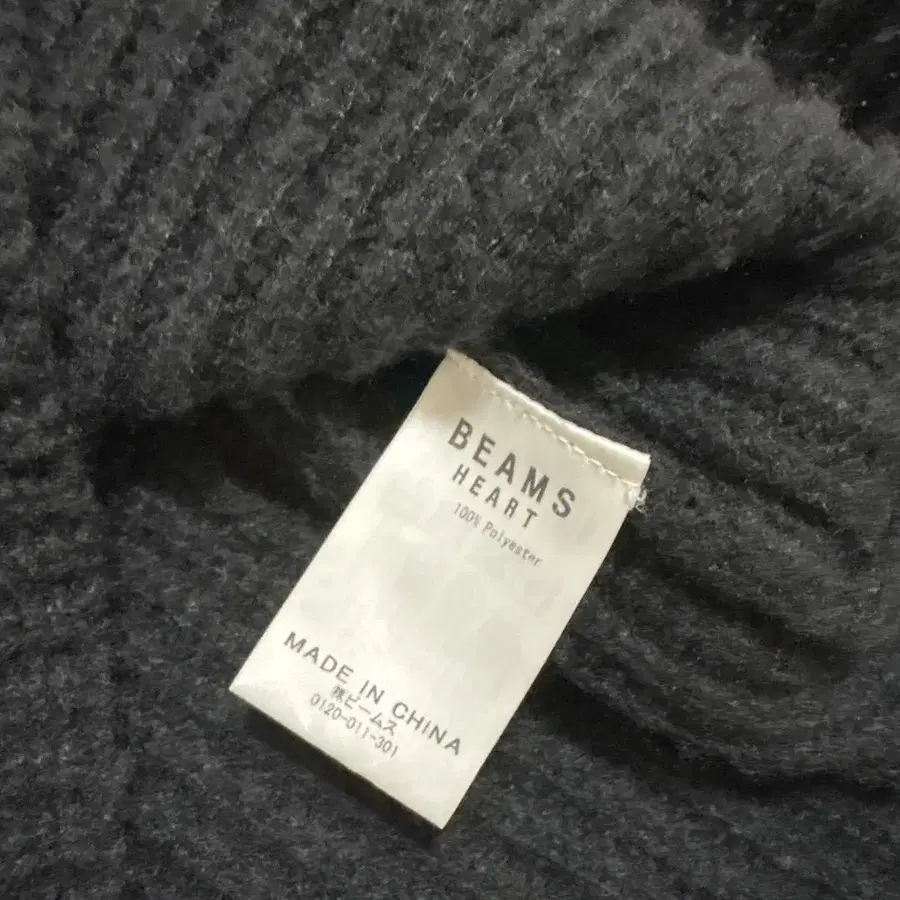 BEAMS
HEART
100% Polyester
MADE IN CHINA
㈱ビームス
0120-011-301